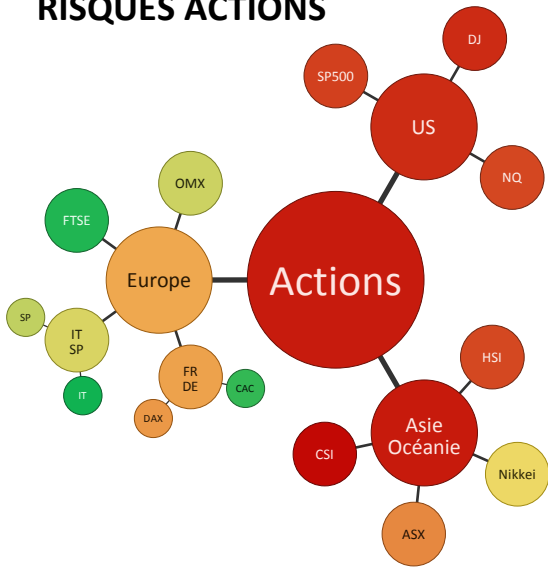 RISQUES ACTIONS
DJ
SP500
US
NQ
OMX
FTSE
Europe
Actions
SP
IT
SP
IT
FR
DE
CAC
DAX
HSI
Asie
Océanie
CSI
Nikkei
ASX